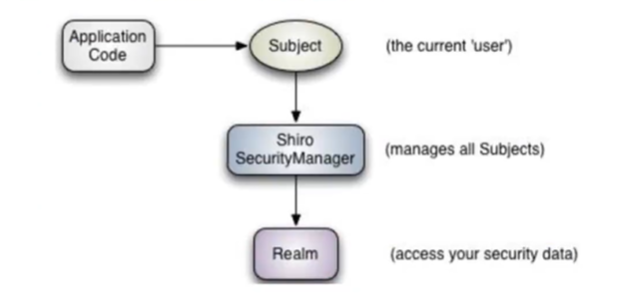 Application
Code
Subject
(the current 'user')
Shiro
SecurityManager
(manages all Subjects)
Realm
(access your security data)